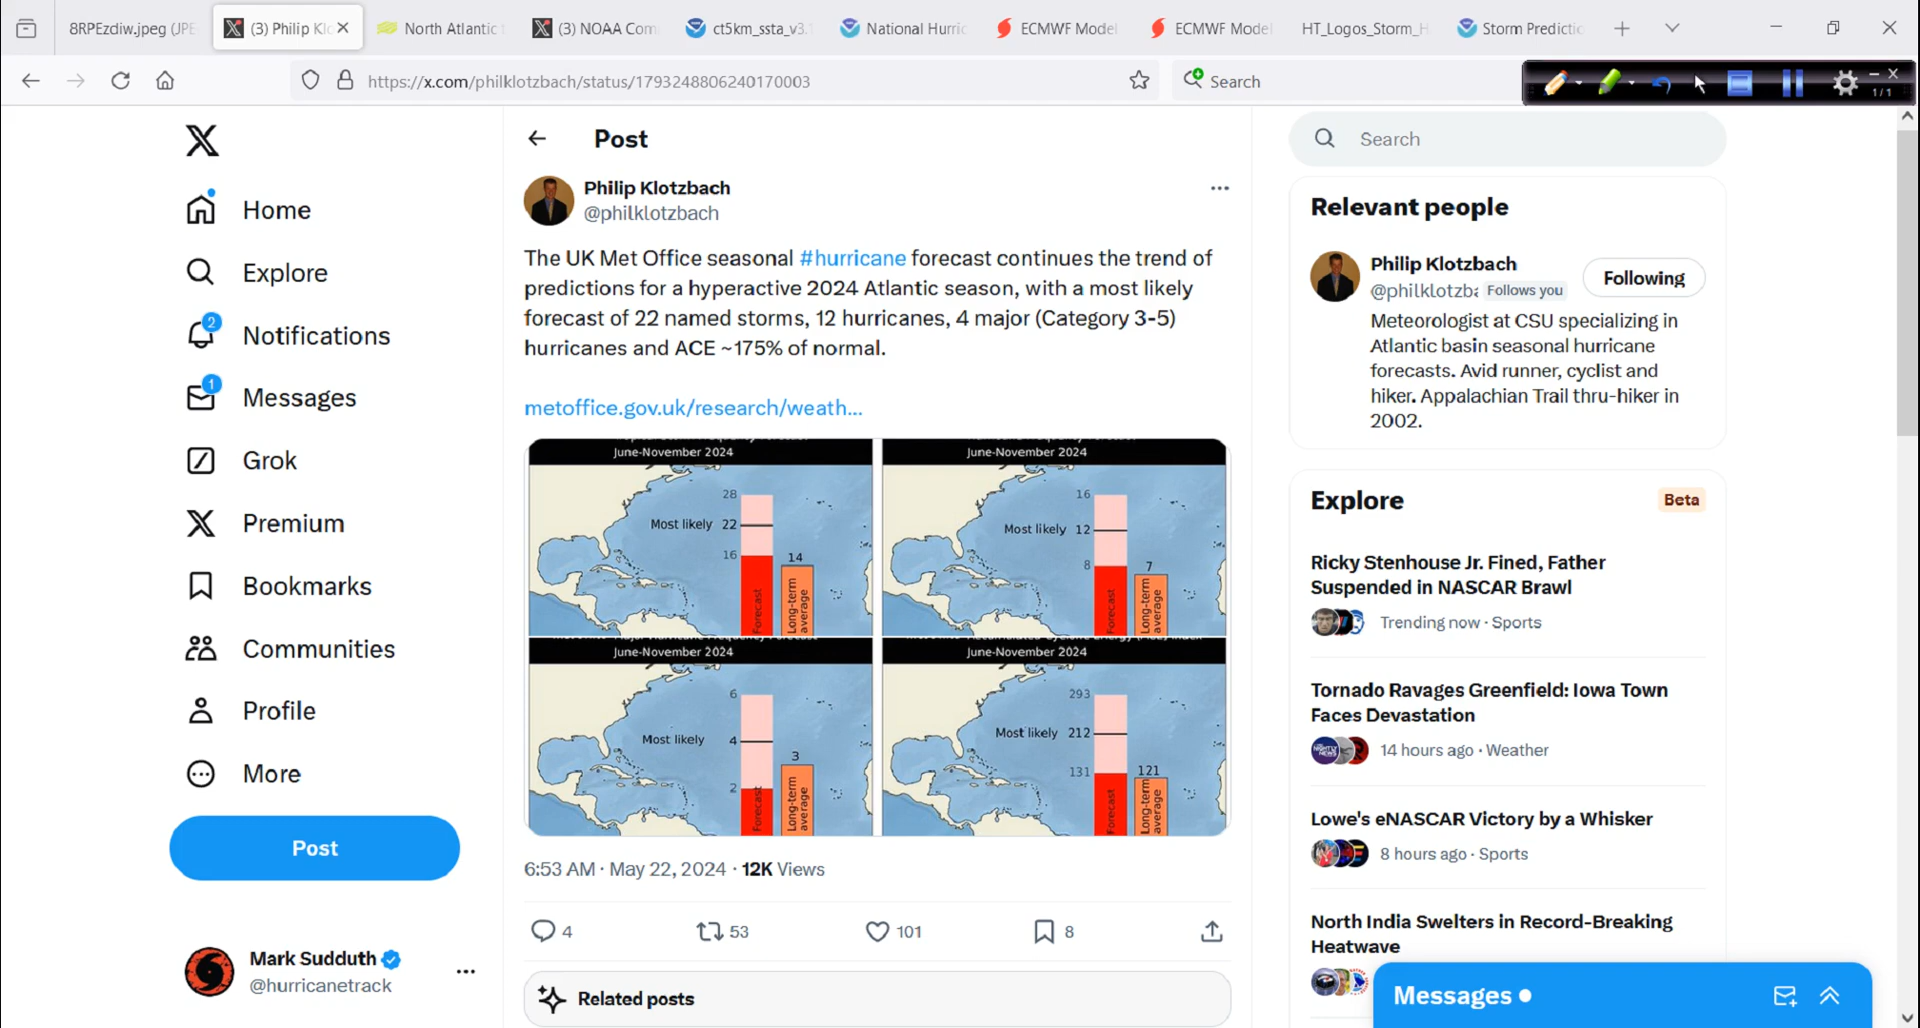 8RPEzdiw.jpeg (JPE
(3) Philip Klo
North Atlantic
(3) NOAA Com
ct5km_ssta_v3.
National Hurric
ECMWF Model
ECMWF Model
HT_Logos_Storm_H
Storm Predictio
https://x.com/philklotzbach/status/1793248806240170003
Search
1/1
Home
Explore
2
Notifications
1
Messages
Grok
Premium
Bookmarks
Communities
Profile
More
Post
Mark Sudduth
@hurricanetrack
Post
Philip Klotzbach
@philklotzbach
The UK Met Office seasonal #hurricane forecast continues the trend of
predictions for a hyperactive 2024 Atlantic season, with a most likely
forecast of 22 named storms, 12 hurricanes, 4 major (Category 3-5)
hurricanes and ACE ~175% of normal.
metoffice.gov.uk/research/weath...
June-November 2024
28
Most likely 22
16
14
Forecast
Long-term
average
June-November 2024
16
Most likely 12
8
7
Forecast
Long-term
average
June-November 2024
6
Most likely 4
3
2
Forecast
Long-term
average
June-November 2024
293
Most likely 212
131
121
Forecast
Long-term
average
6:53 AM · May 22, 2024 · 12K Views
4
53
101
8
Related posts
Search
Relevant people
Philip Klotzbach
@philklotzba Follows you
Following
Meteorologist at CSU specializing in
Atlantic basin seasonal hurricane
forecasts. Avid runner, cyclist and
hiker. Appalachian Trail thru-hiker in
2002.
Explore
Beta
Ricky Stenhouse Jr. Fined, Father
Suspended in NASCAR Brawl
Trending now · Sports
Tornado Ravages Greenfield: Iowa Town
Faces Devastation
14 hours ago · Weather
Lowe's eNASCAR Victory by a Whisker
8 hours ago · Sports
North India Swelters in Record-Breaking
Heatwave
Messages